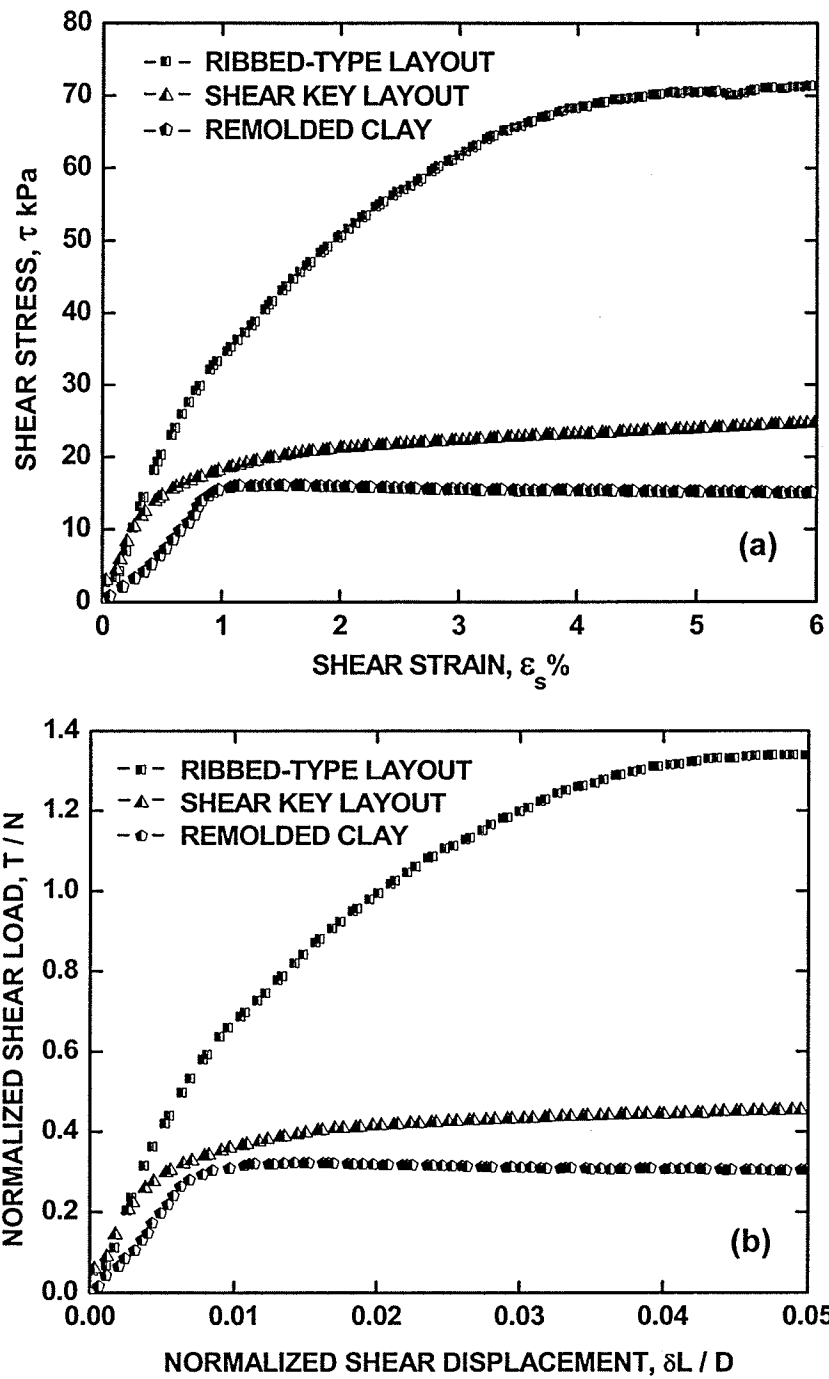 80
70
60
50
40
30
20
10
0
SHEAR STRESS, τ kPa
RIBBED-TYPE LAYOUT
SHEAR KEY LAYOUT
REMOLDED CLAY
(a)
0 1 2 3 4 5 6
SHEAR STRAIN, εs%
1.4
1.2
1.0
0.8
0.6
0.4
0.2
0.0
NORMALIZED SHEAR LOAD, T / N
RIBBED-TYPE LAYOUT
SHEAR KEY LAYOUT
REMOLDED CLAY
(b)
0.00 0.01 0.02 0.03 0.04 0.05
NORMALIZED SHEAR DISPLACEMENT, δL / D